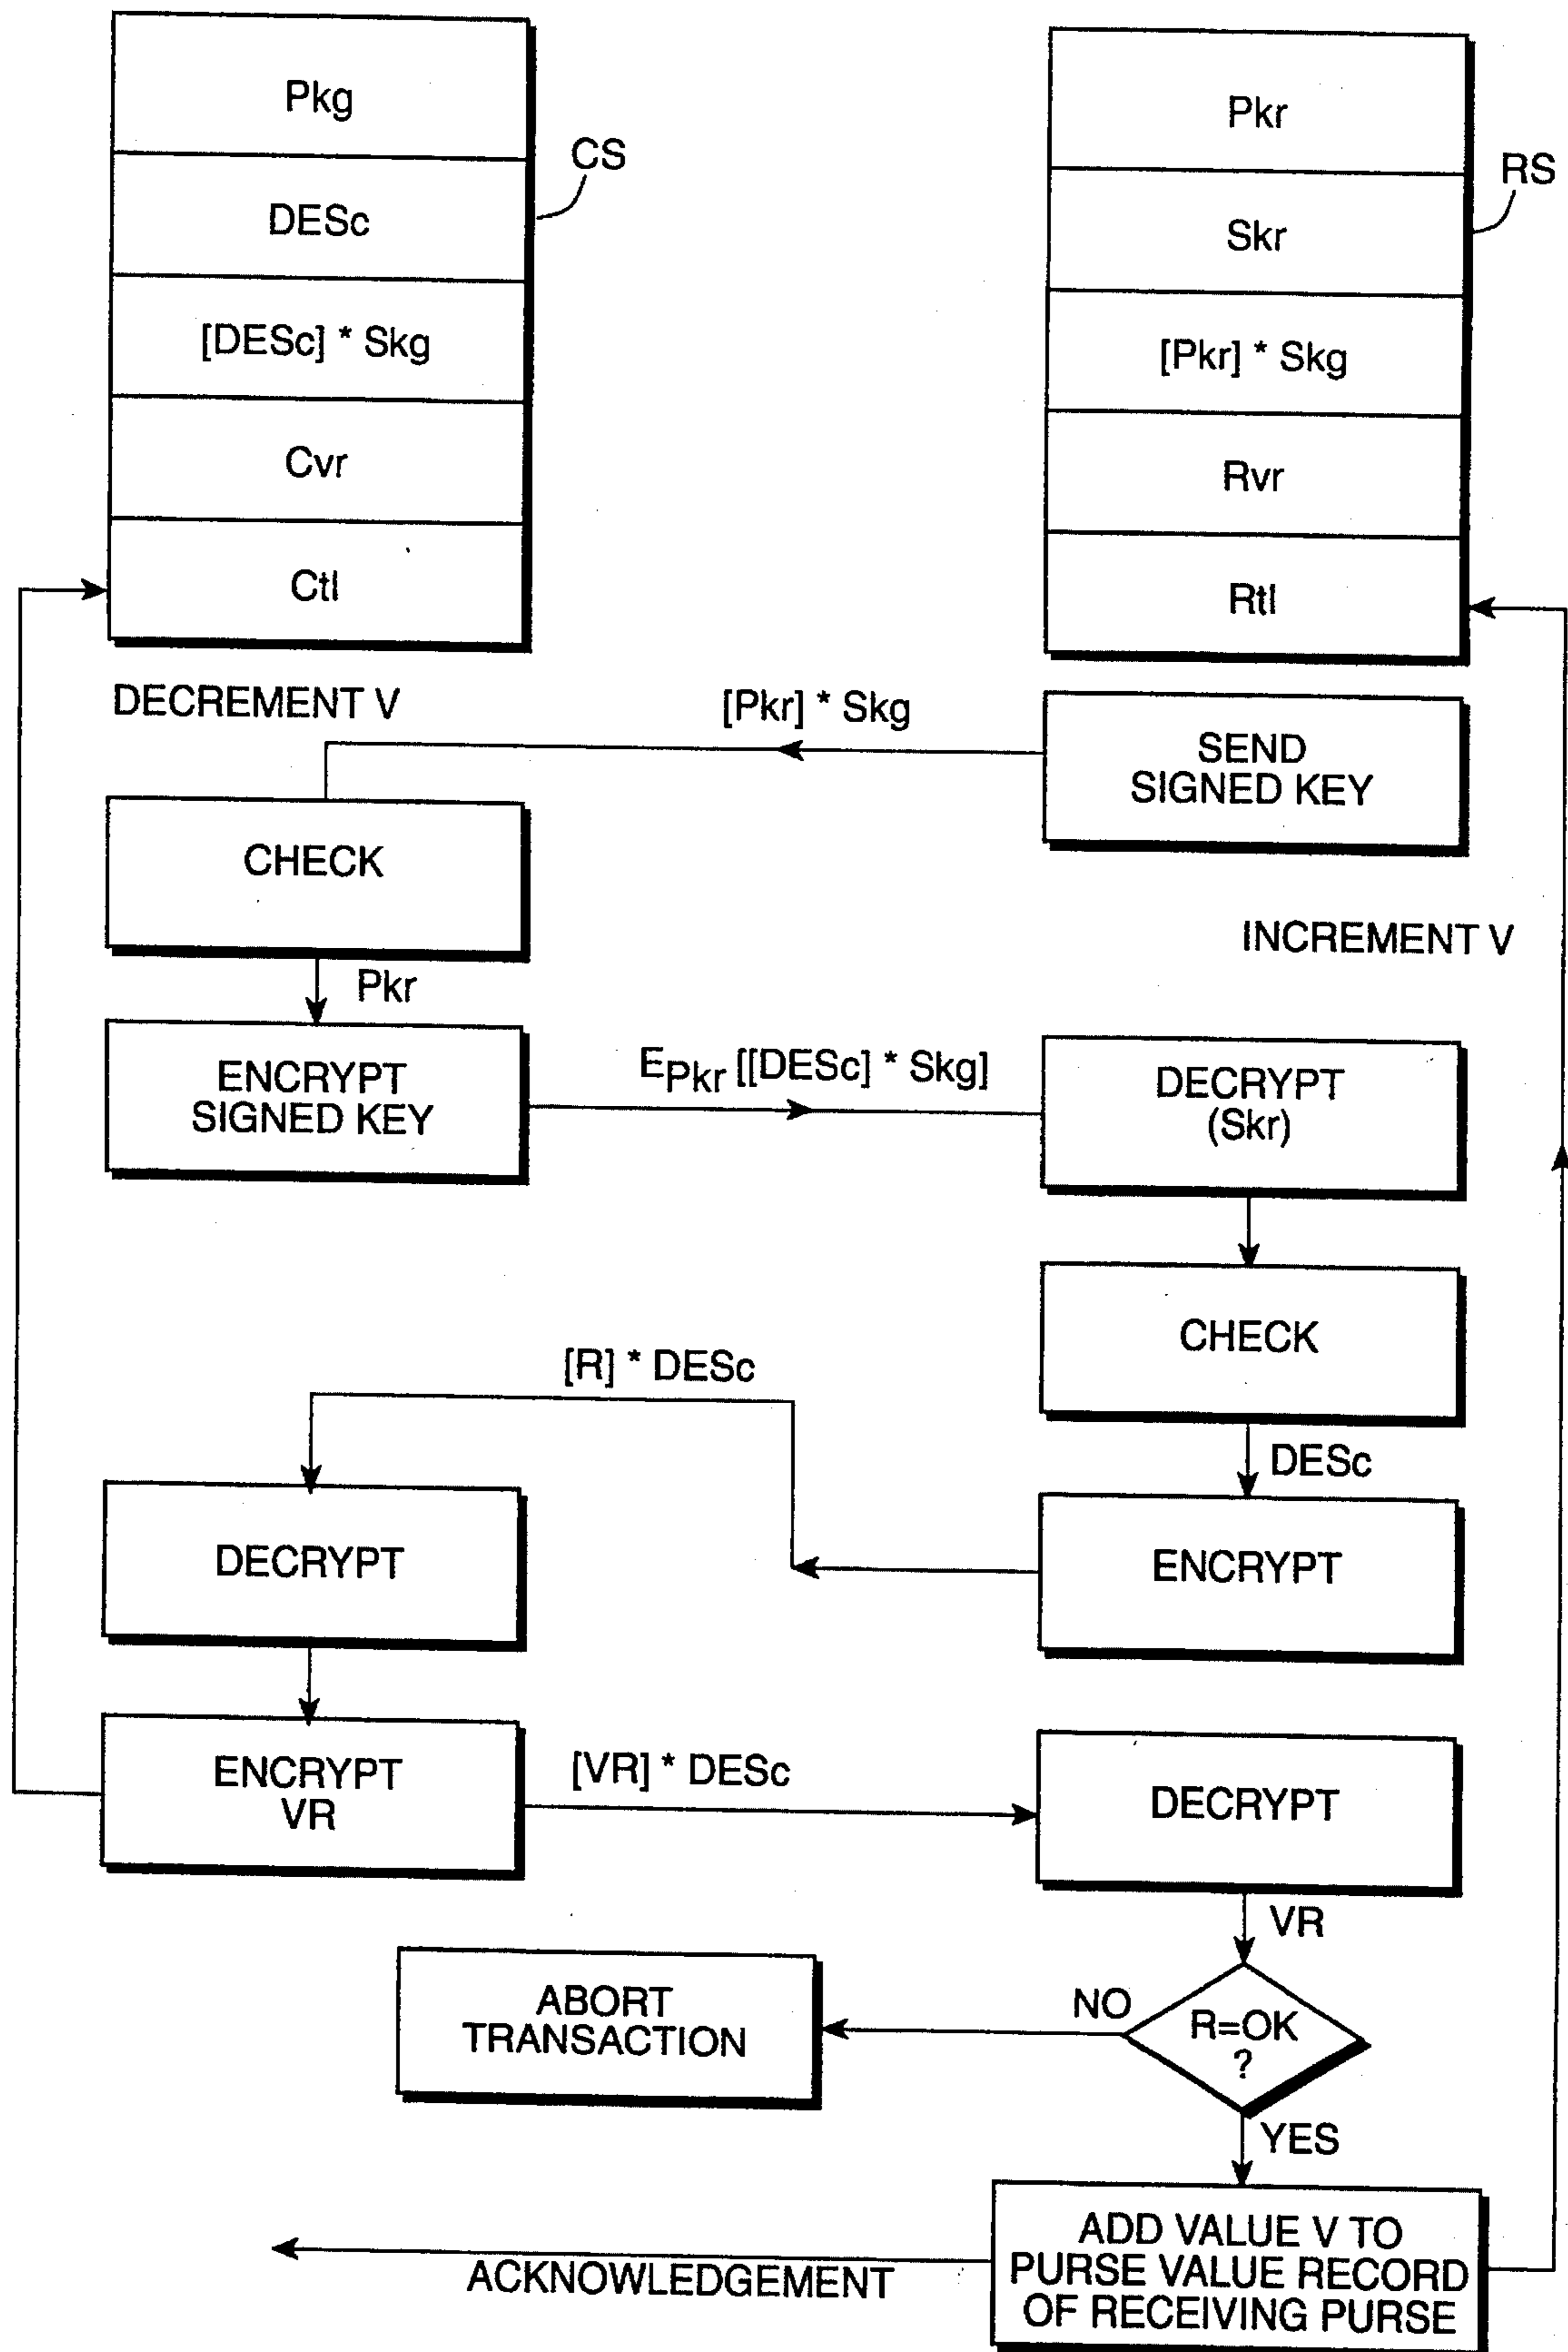 Pkg
DESc
[DESc] * Skg
Cvr
Ctl
CS
Pkr
Skr
[Pkr] * Skg
Rvr
Rtl
RS
DECREMENT V
[Pkr] * Skg
SEND
SIGNED KEY
CHECK
INCREMENT V
Pkr
ENCRYPT
SIGNED KEY
EPkr [[DESc] * Skg]
DECRYPT
(Skr)
CHECK
[R] * DESc
DESc
DECRYPT
ENCRYPT
ENCRYPT
VR
[VR] * DESc
DECRYPT
VR
ABORT
TRANSACTION
NO
R=OK
?
YES
ADD VALUE V TO
PURSE VALUE RECORD
OF RECEIVING PURSE
ACKNOWLEDGEMENT